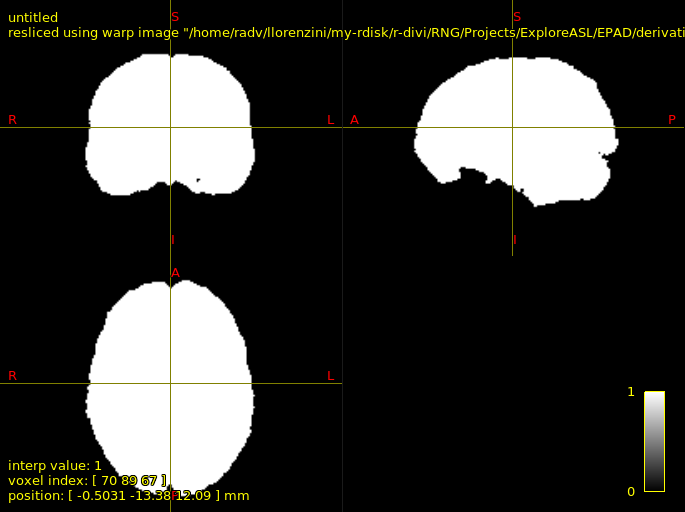 untitled
resliced using warp image "/home/radv/llorenzini/my-rdisk/r-divi/RNG/Projects/ExploreASL/EPAD/derivati
S S
R L A P
I I
A
R L
1
interp value: 1
voxel index: [ 70 89 67 ]
0
position: [ -0.5031 -13.38 12.09 ] mm